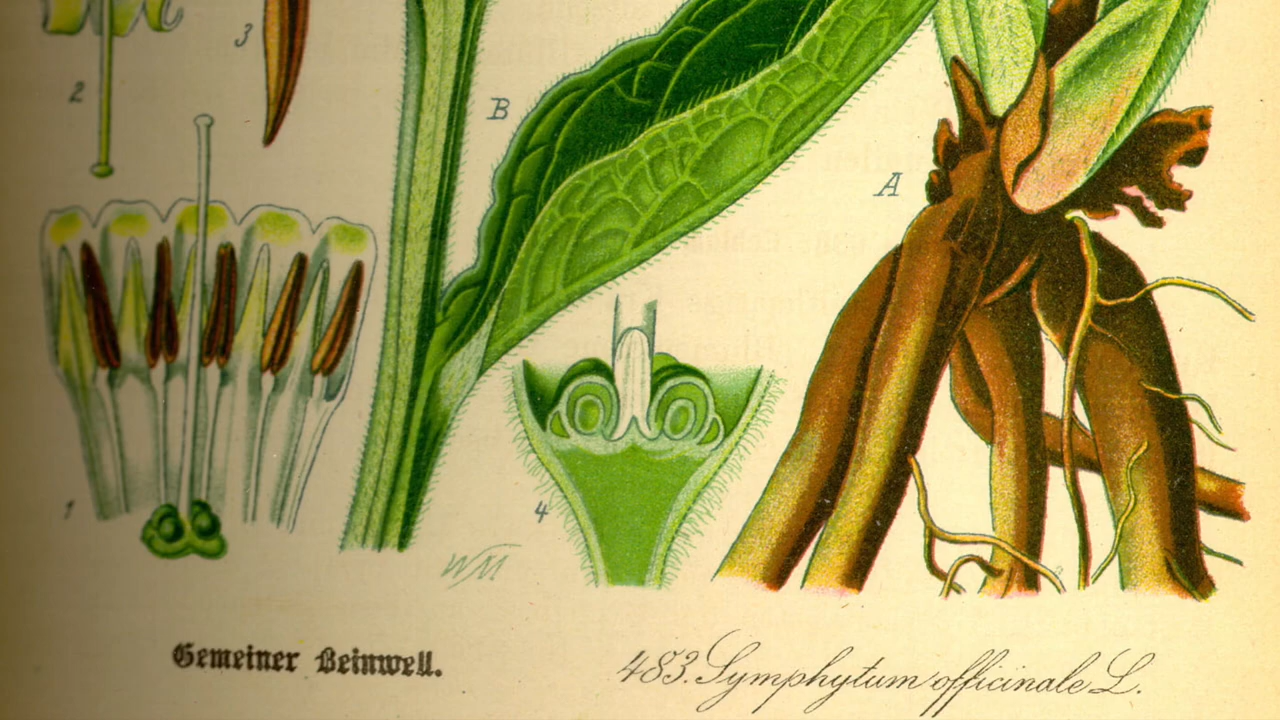 3
2
B
A
1
4
WM
Gemeiner Beinwell.
483. Symphytum officinale L.